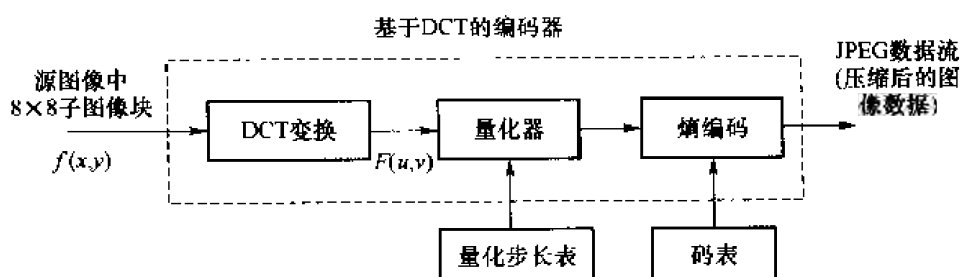 基于DCT的编码器
JPEG数据流
(压缩后的图
像数据)
源图像中
8×8子图像块
DCT变换
量化器
熵编码
f(x,y)
F(u,v)
量化步长表
码表